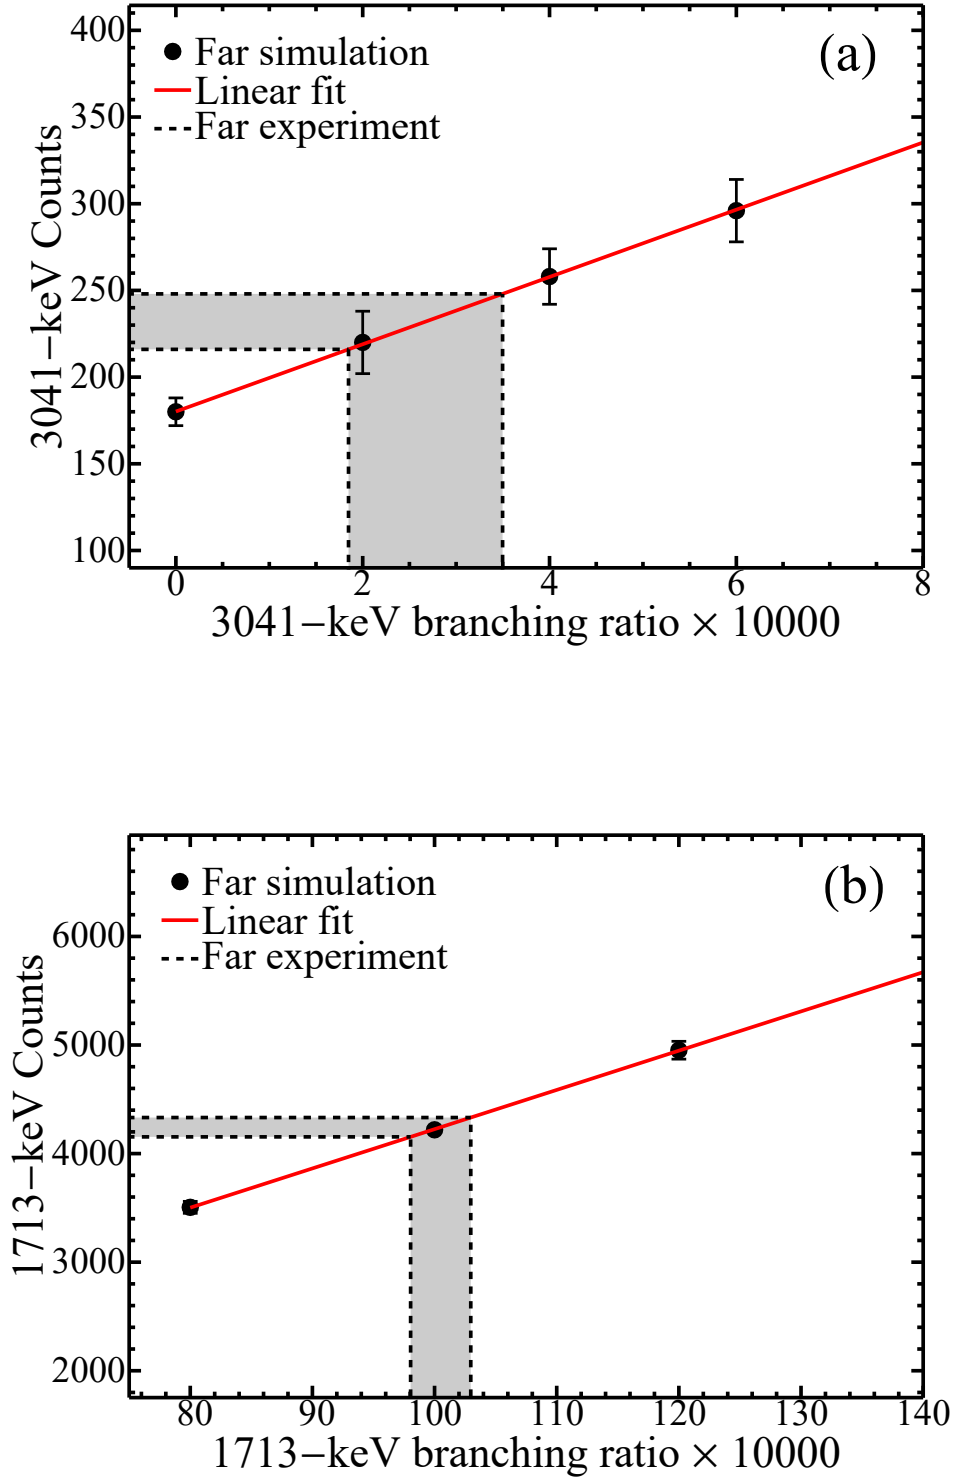 400
(a)
Far simulation
Linear fit
Far experiment
350
300
250
200
150
100
3041−keV Counts
0 2 4 6 8
3041−keV branching ratio × 10000
(b)
Far simulation
Linear fit
Far experiment
6000
5000
4000
3000
2000
1713−keV Counts
80 90 100 110 120 130 140
1713−keV branching ratio × 10000